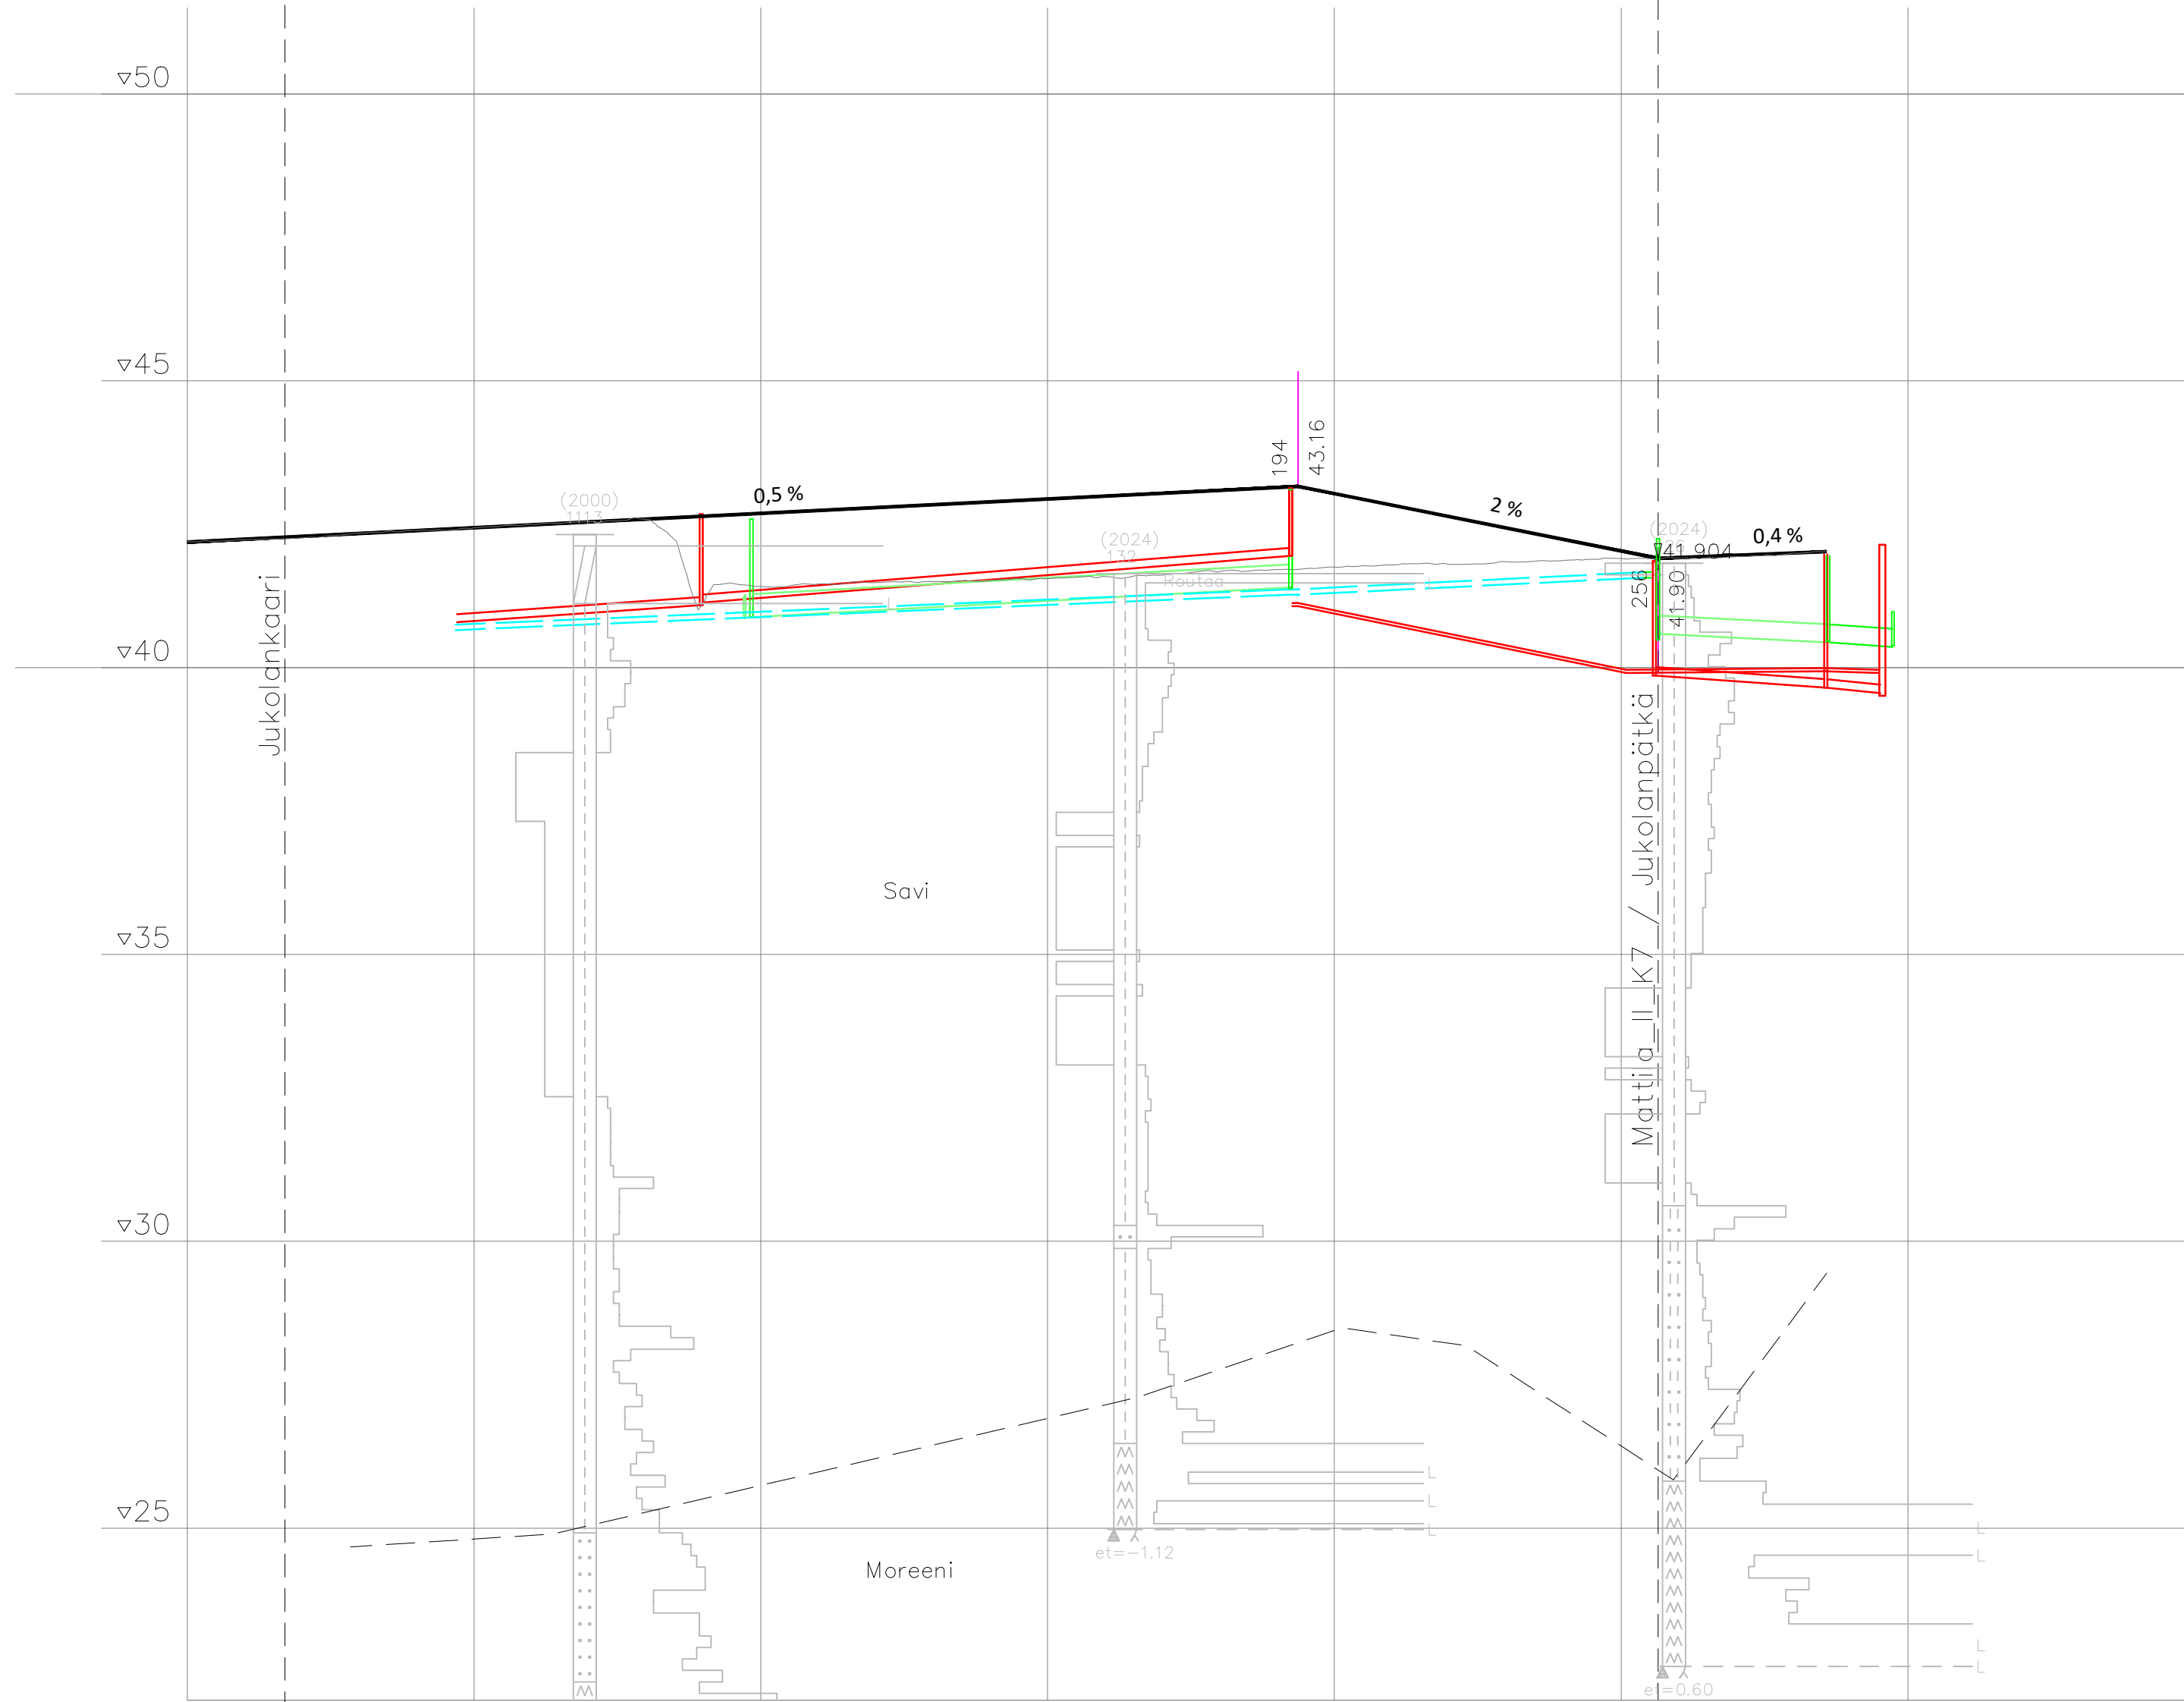 ▽50
▽45
194
43.16
0,5 %
(2000)
1113
2 %
(2024)
132
Routaa
(2024)
41.904
0,4 %
256
41.90
L
L
▽40
Jukolankaari
Mattila_II_K7 / Jukolanpätkä
Savi
▽35
▽30
▽25
L
L
L
et=-1.12
Moreeni
L
L
L
L
et=0.60